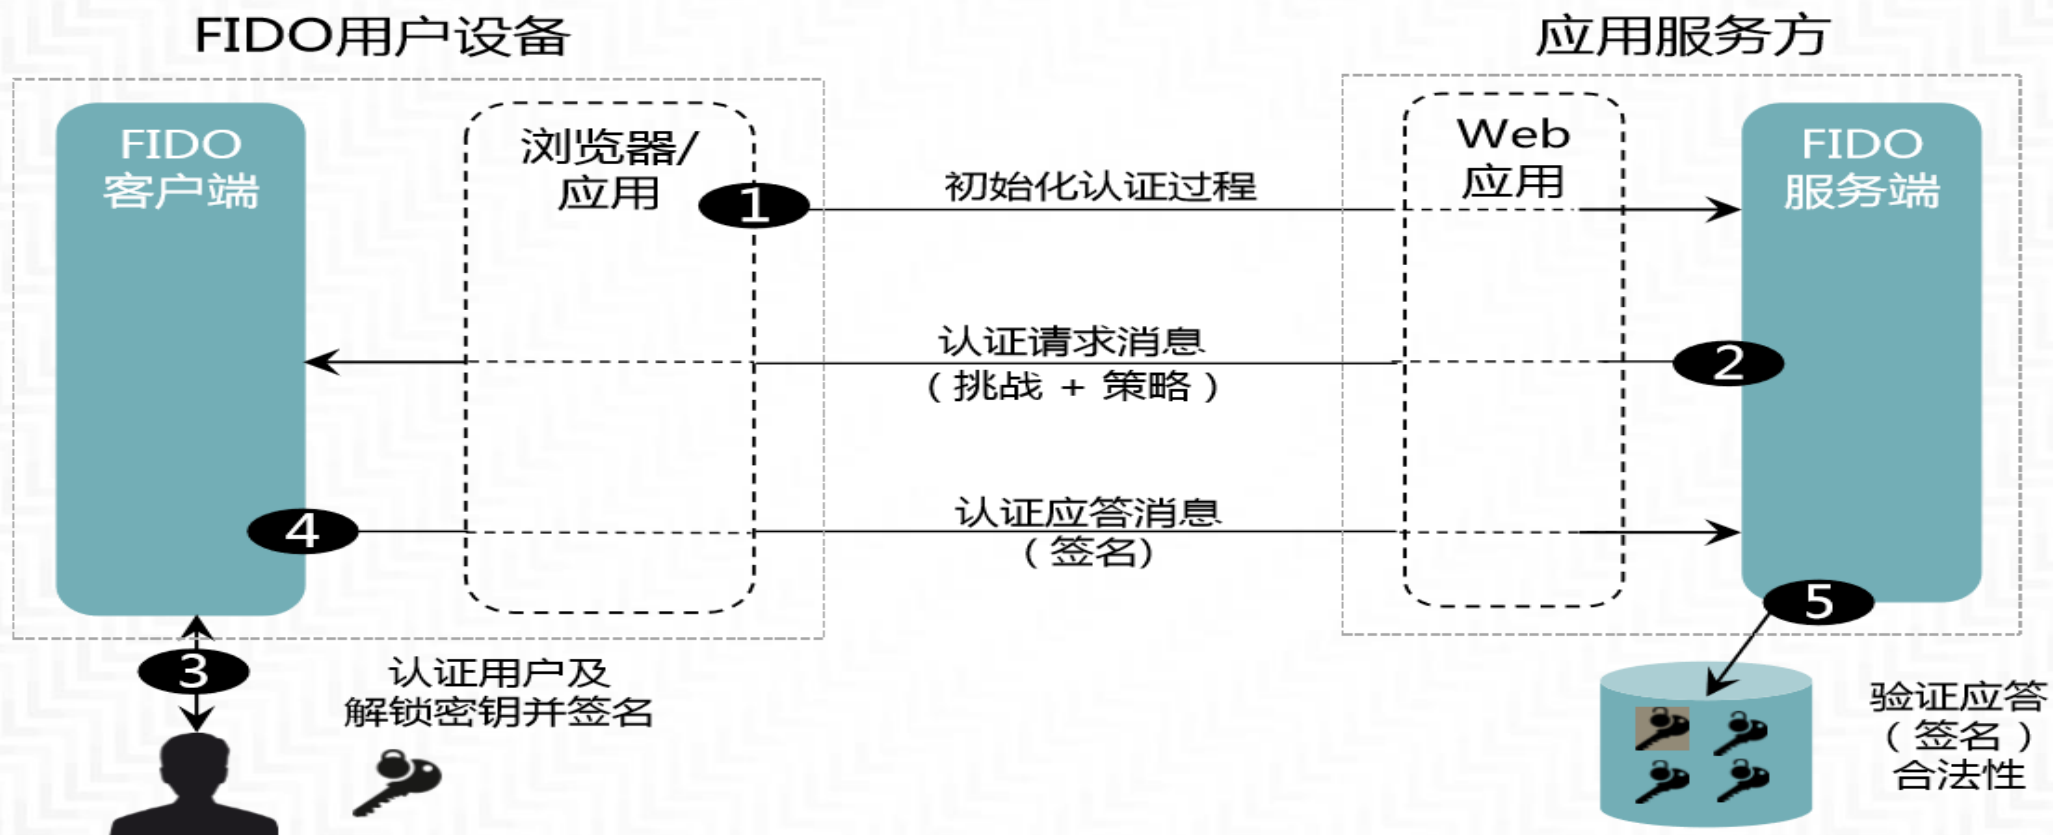 FIDO用户设备
应用服务方
FIDO
客户端
浏览器/
应用
Web
应用
FIDO
服务端
1
初始化认证过程
认证请求消息
（挑战 + 策略）
2
认证应答消息
（签名）
4
5
3
认证用户及
解锁密钥并签名
验证应答
（签名）
合法性